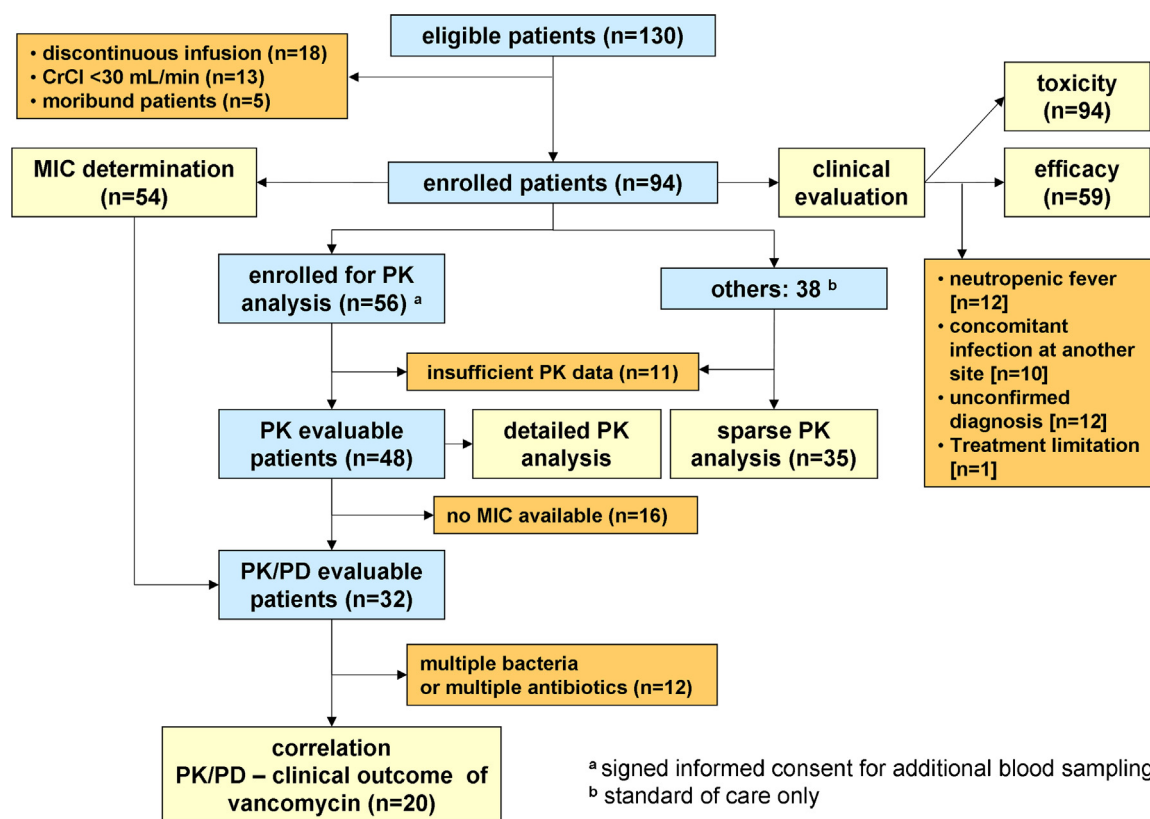 eligible patients (n=130)
• discontinuous infusion (n=18)
• CrCl <30 mL/min (n=13)
• moribund patients (n=5)
toxicity
(n=94)
MIC determination
(n=54)
enrolled patients (n=94)
clinical
evaluation
efficacy
(n=59)
enrolled for PK
analysis (n=56) a
others: 38 b
• neutropenic fever
[n=12]
• concomitant
infection at another
site [n=10]
• unconfirmed
diagnosis [n=12]
• Treatment limitation
[n=1]
insufficient PK data (n=11)
PK evaluable
patients (n=48)
detailed PK
analysis
sparse PK
analysis (n=35)
no MIC available (n=16)
PK/PD evaluable
patients (n=32)
multiple bacteria
or multiple antibiotics (n=12)
correlation
PK/PD – clinical outcome of
vancomycin (n=20)
a signed informed consent for additional blood sampling
b standard of care only